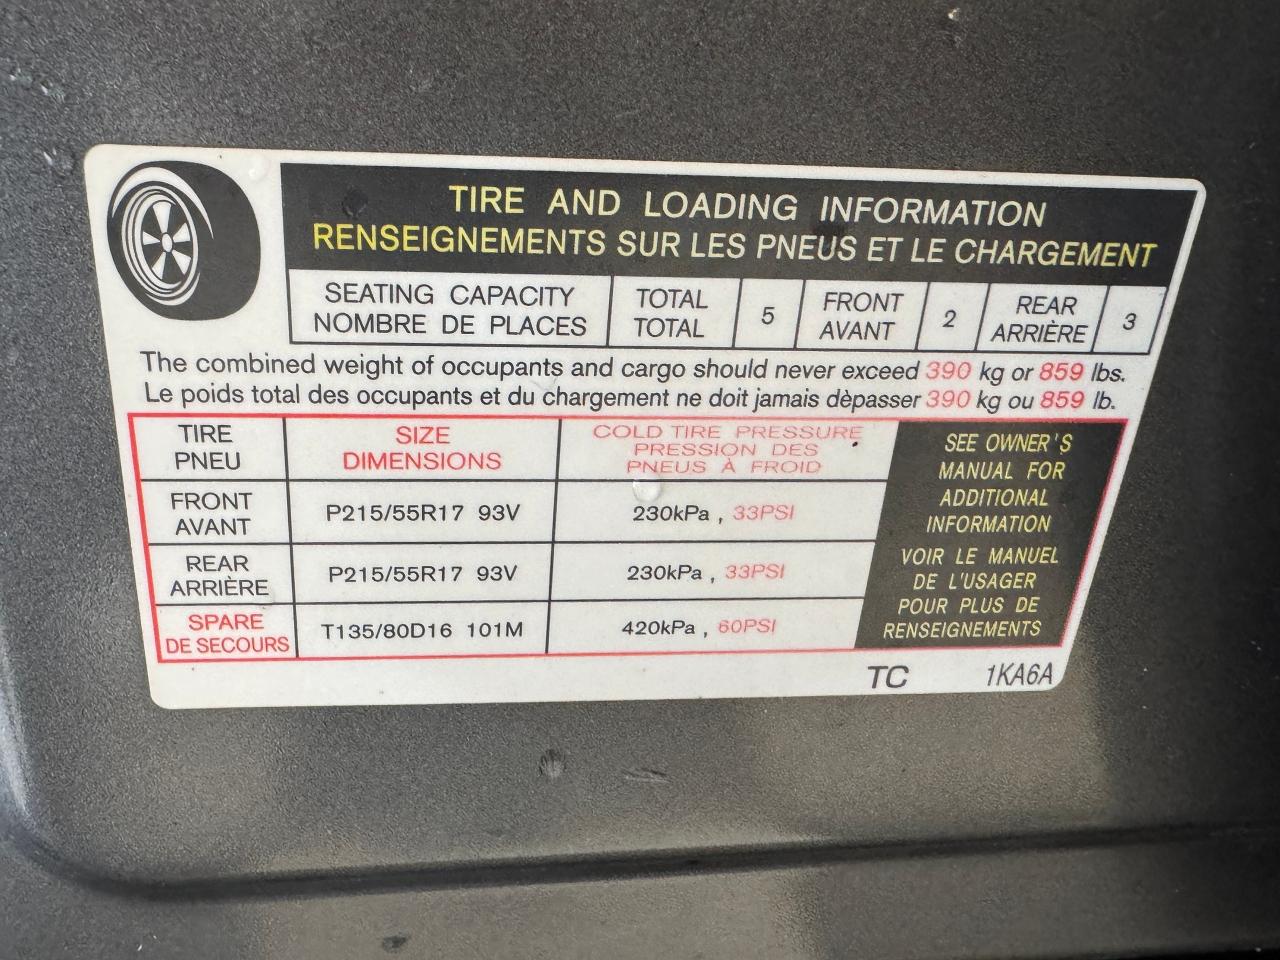 TIRE AND LOADING INFORMATION
RENSEIGNEMENTS SUR LES PNEUS ET LE CHARGEMENT
SEATING CAPACITY TOTAL 5 FRONT 2 REAR 3
NOMBRE DE PLACES TOTAL AVANT ARRIÈRE
The combined weight of occupants and cargo should never exceed 390 kg or 859 lbs.
Le poids total des occupants et du chargement ne doit jamais dèpasser 390 kg ou 859 lb.
TIRE SIZE COLD TIRE PRESSURE
PNEU DIMENSIONS PRESSION DES
PNEUS À FROID
FRONT
AVANT P215/55R17 93V 230kPa , 33PSI
REAR
ARRIÈRE P215/55R17 93V 230kPa , 33PSI
SPARE
DE SECOURS T135/80D16 101M 420kPa , 60PSI
SEE OWNER'S
MANUAL FOR
ADDITIONAL
INFORMATION
VOIR LE MANUEL
DE L'USAGER
POUR PLUS DE
RENSEIGNEMENTS
TC 1KA6A